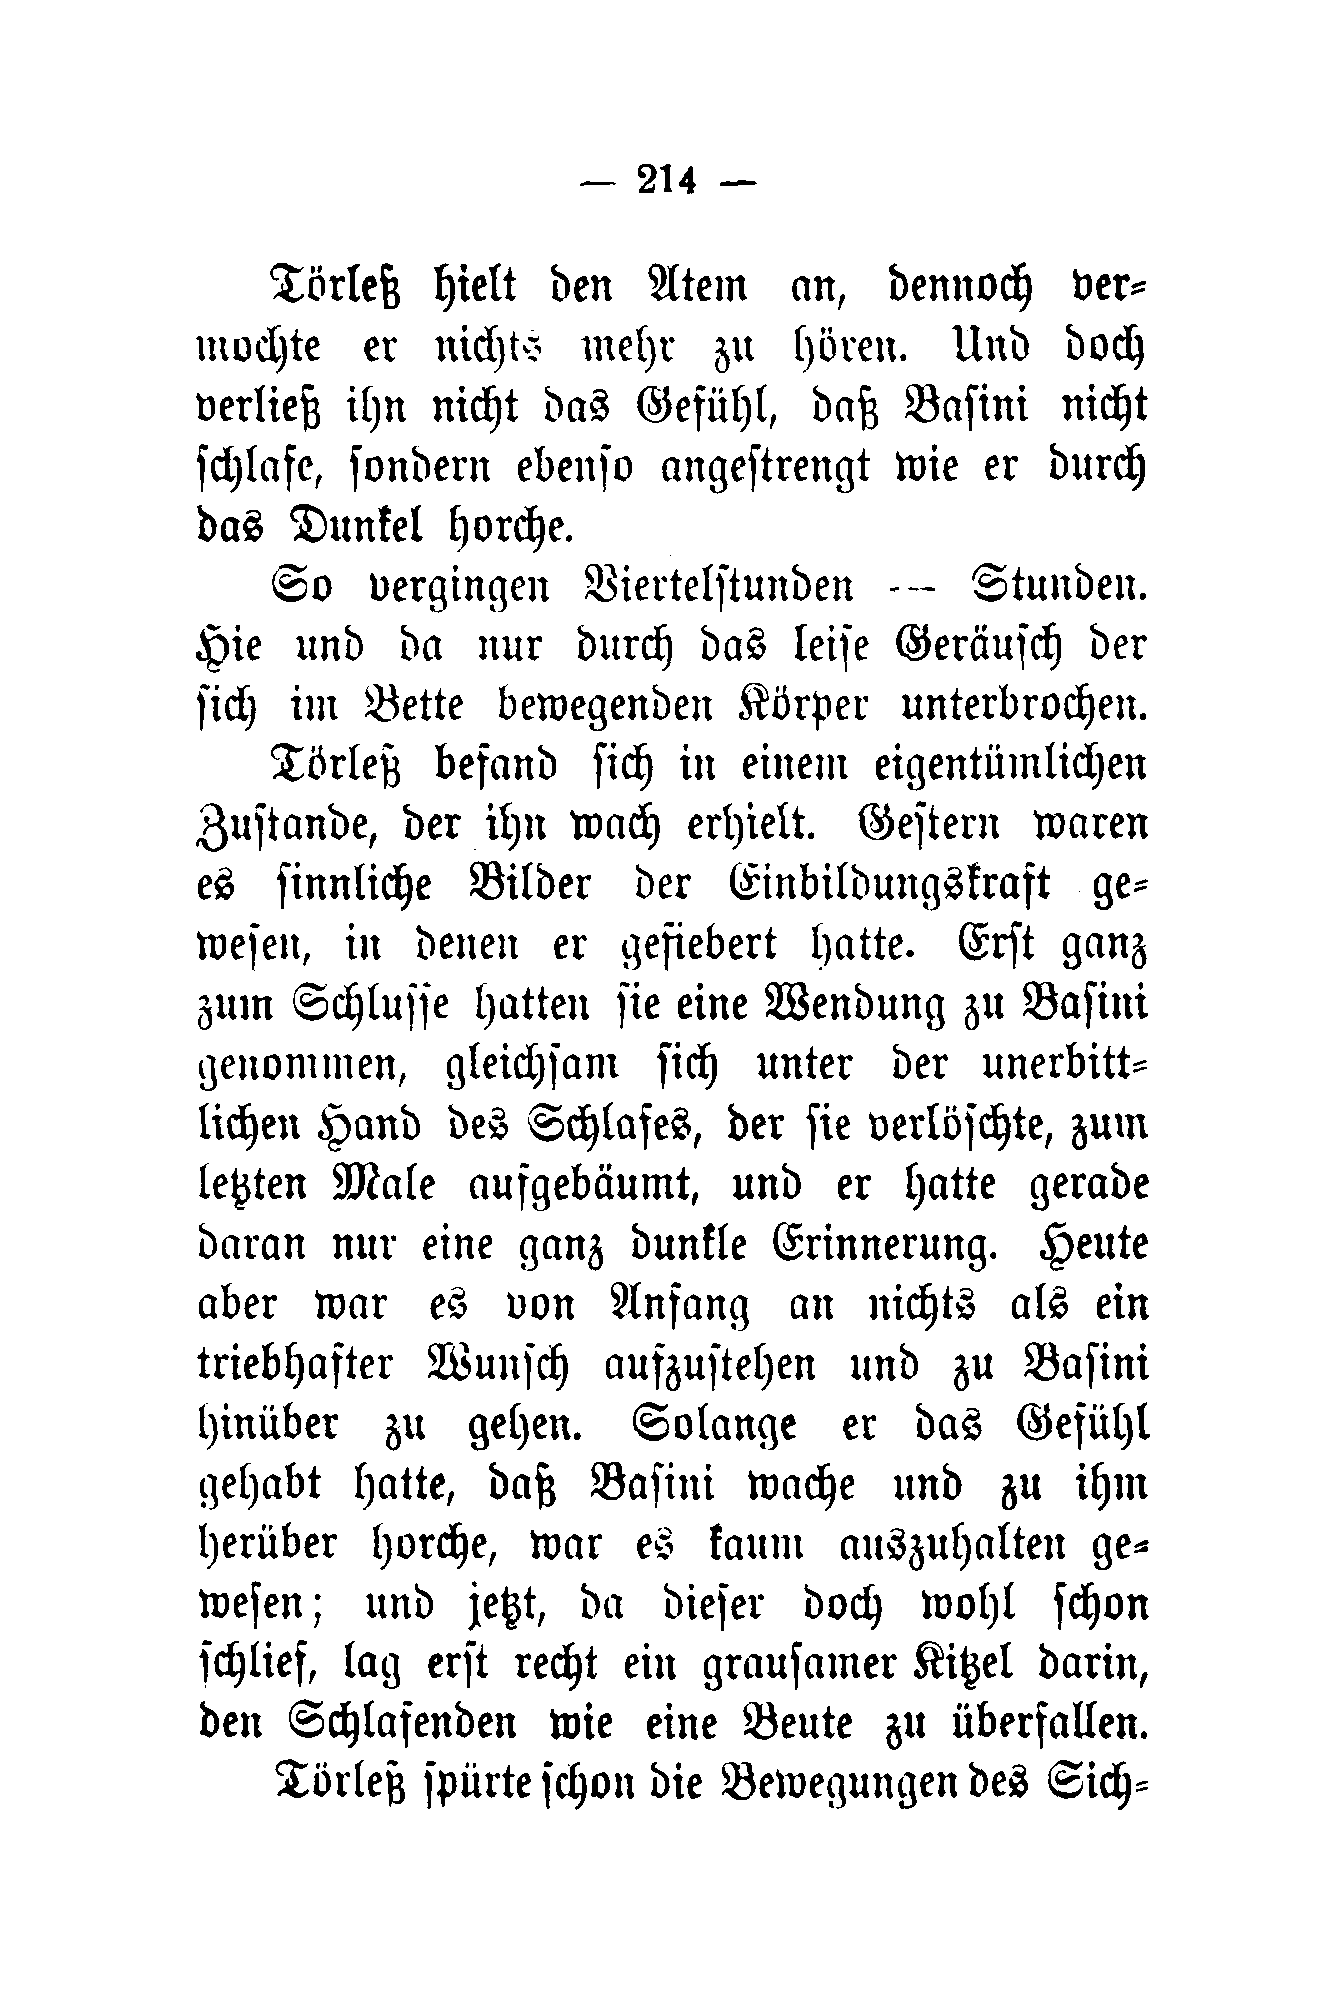 — 214 —
Törleß hielt den Atem an, dennoch ver-
mochte er nichts mehr zu hören. Und doch
verließ ihn nicht das Gefühl, daß Basini nicht
schlafe, sondern ebenso angestrengt wie er durch
das Dunkel horche.
So vergingen Viertelstunden — Stunden.
Hie und da nur durch das leise Geräusch der
sich im Bette bewegenden Körper unterbrochen.
Törleß befand sich in einem eigentümlichen
Zustande, der ihn wach erhielt. Gestern waren
es sinnliche Bilder der Einbildungskraft ge-
wesen, in denen er gefiebert hatte. Erst ganz
zum Schlusse hatten sie eine Wendung zu Basini
genommen, gleichsam sich unter der unerbitt-
lichen Hand des Schlafes, der sie verlöschte, zum
letzten Male aufgebäumt, und er hatte gerade
daran nur eine ganz dunkle Erinnerung. Heute
aber war es von Anfang an nichts als ein
triebhafter Wunsch aufzustehen und zu Basini
hinüber zu gehen. Solange er das Gefühl
gehabt hatte, daß Basini wache und zu ihm
herüber horche, war es kaum auszuhalten ge-
wesen; und jetzt, da dieser doch wohl schon
schlief, lag erst recht ein grausamer Kitzel darin,
den Schlafenden wie eine Beute zu überfallen.
Törleß spürte schon die Bewegungen des Sich-